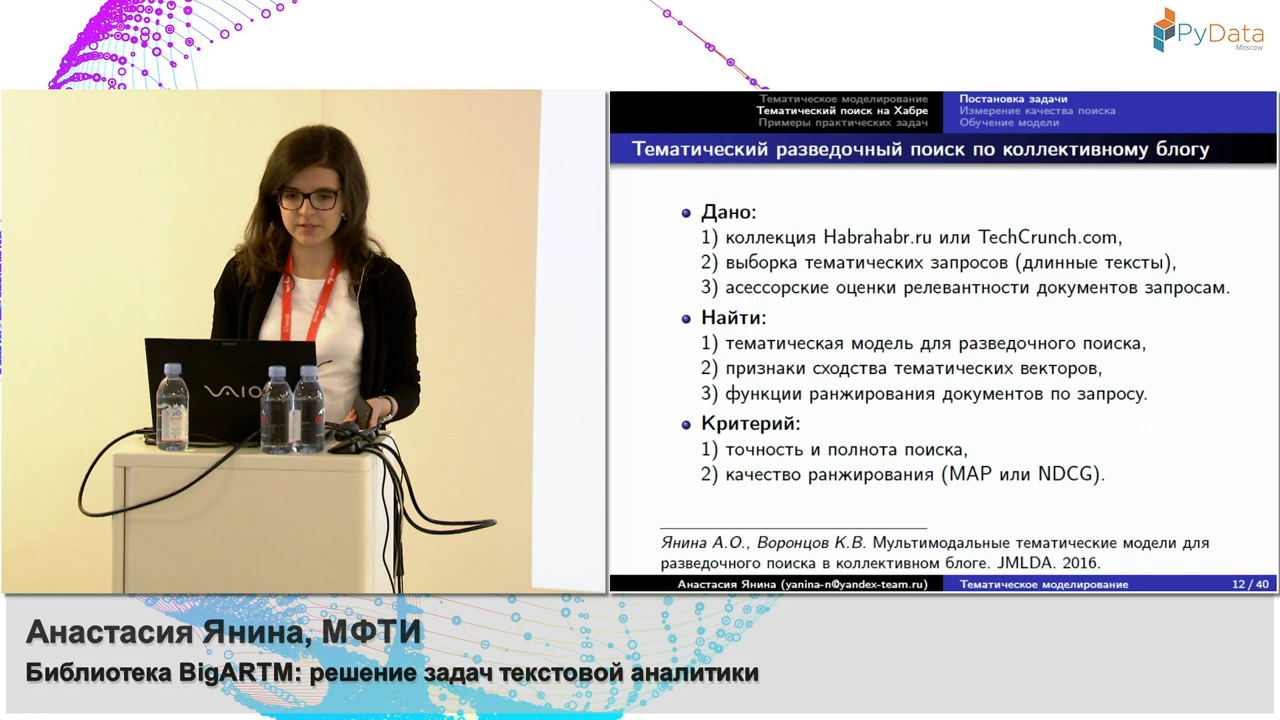 PyData
Moscow
Тематическое моделирование
Тематический поиск на Хабре
Примеры практических задач
Постановка задачи
Измерение качества поиска
Обучение модели
Тематический разведочный поиск по коллективному блогу
Дано:
1) коллекция Habrahabr.ru или TechCrunch.com,
2) выборка тематических запросов (длинные тексты),
3) асессорские оценки релевантности документов запросам.
Найти:
1) тематическая модель для разведочного поиска,
2) признаки сходства тематических векторов,
3) функции ранжирования документов по запросу.
Критерий:
1) точность и полнота поиска,
2) качество ранжирования (MAP или NDCG).
Янина А.О., Воронцов К.В. Мультимодальные тематические модели для
разведочного поиска в коллективном блоге. JMLDA. 2016.
Анастасия Янина (yanina-n@yandex-team.ru)
Тематическое моделирование
12 / 40
VAIO
Анастасия Янина, МФТИ
Библиотека BigARTM: решение задач текстовой аналитики